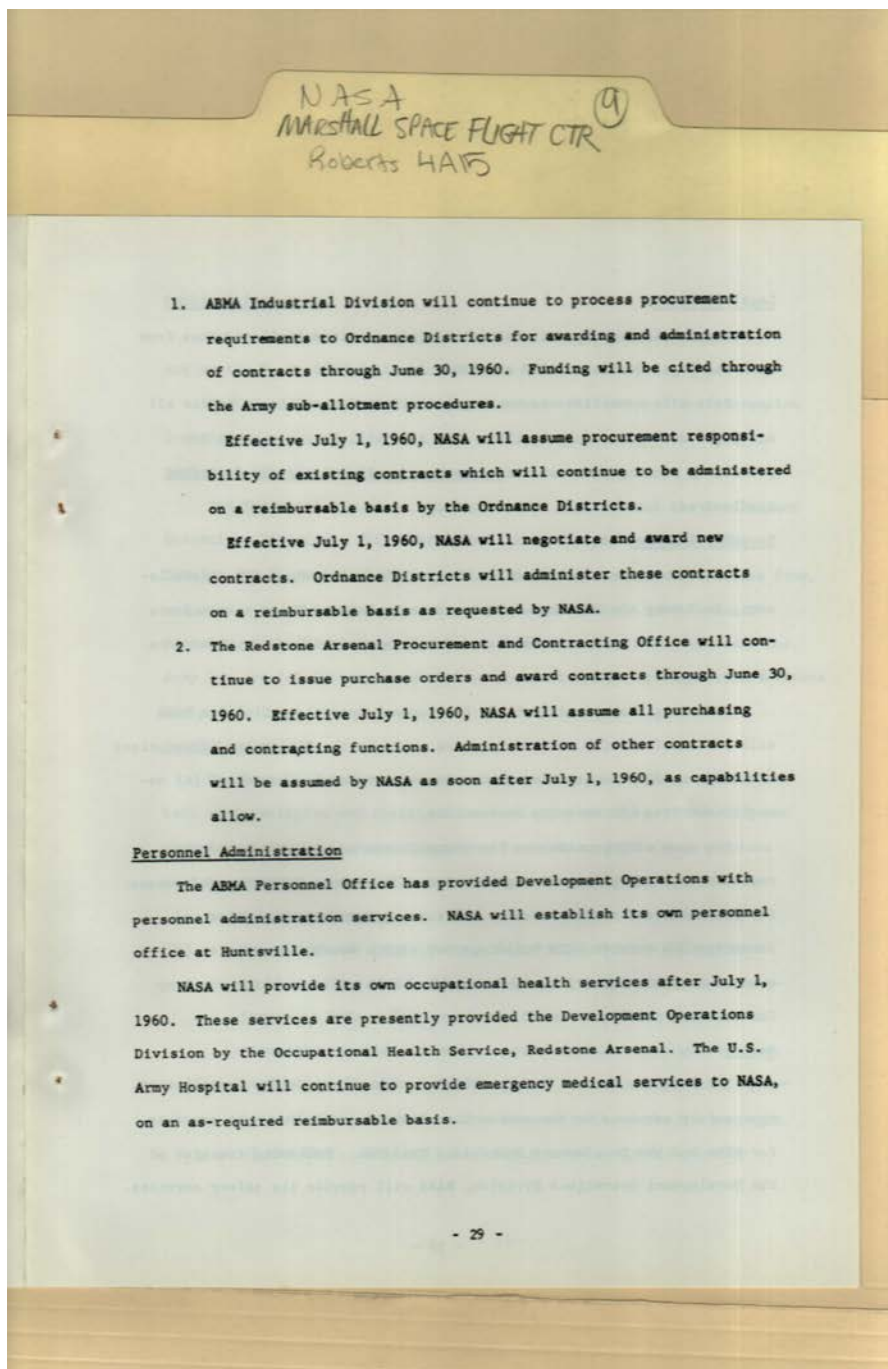 NASA
MARSHALL SPACE FLIGHT CTR
9
Roberts 4A15
1. ABMA Industrial Division will continue to process procurement
requirements to Ordnance Districts for awarding and administration
of contracts through June 30, 1960. Funding will be cited through
the Army sub-allotment procedures.
Effective July 1, 1960, NASA will assume procurement responsi-
bility of existing contracts which will continue to be administered
on a reimbursable basis by the Ordnance Districts.
Effective July 1, 1960, NASA will negotiate and award new
contracts. Ordnance Districts will administer these contracts
on a reimbursable basis as requested by NASA.
2. The Redstone Arsenal Procurement and Contracting Office will con-
tinue to issue purchase orders and award contracts through June 30,
1960. Effective July 1, 1960, NASA will assume all purchasing
and contracting functions. Administration of other contracts
will be assumed by NASA as soon after July 1, 1960, as capabilities
allow.
Personnel Administration
The ABMA Personnel Office has provided Development Operations with
personnel administration services. NASA will establish its own personnel
office at Huntsville.
NASA will provide its own occupational health services after July 1,
1960. These services are presently provided the Development Operations
Division by the Occupational Health Service, Redstone Arsenal. The U.S.
Army Hospital will continue to provide emergency medical services to NASA,
on an as-required reimbursable basis.
- 29 -